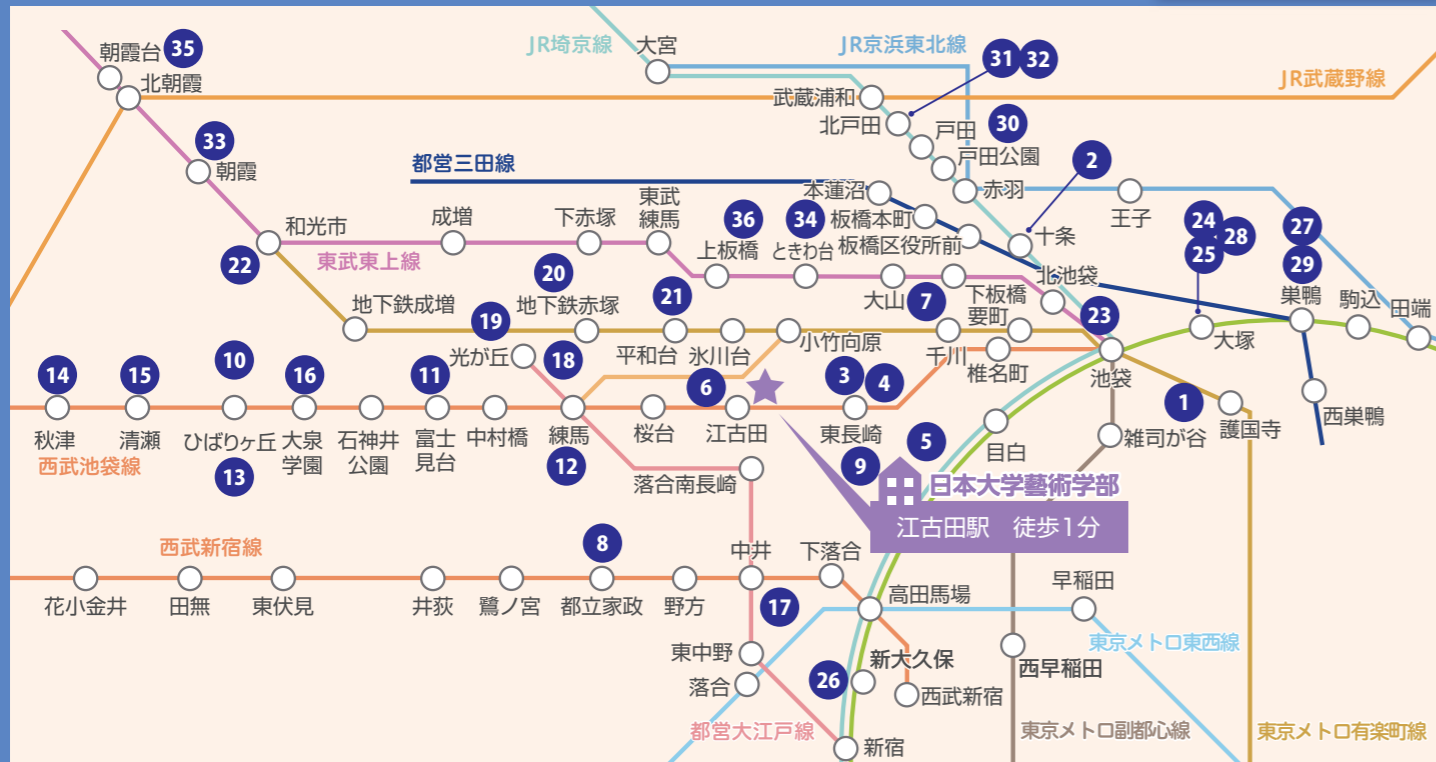 朝霞台
35
北朝霞
JR埼京線
大宮
JR京浜東北線
31
32
JR武蔵野線
武蔵浦和
北戸田
戸田
30
戸田公園
33
朝霞
都営三田線
2
本蓮沼
赤羽
王子
和光市
22
成増
下赤塚
東武
練馬
36
上板橋
34
ときわ台
板橋本町
板橋区役所前
十条
24
28
25
27
29
東武東上線
20
地下鉄成増
19
地下鉄赤塚
21
大山
7
下板橋
北池袋
巣鴨
駒込
田端
光が丘
18
平和台
氷川台
小竹向原
千川
要町
椎名町
23
池袋
大塚
西巣鴨
14
15
10
16
11
6
3
4
1
秋津
清瀬
ひばりヶ丘
大泉
学園
石神井
公園
富士
見台
中村橋
練馬
桜台
江古田
東長崎
5
目白
雑司が谷
護国寺
西武池袋線
13
12
落合南長崎
9
日本大学藝術学部
江古田駅　徒歩1分
西武新宿線
8
中井
下落合
花小金井
田無
東伏見
井荻
鷺ノ宮
都立家政
野方
17
高田馬場
早稲田
東京メトロ東西線
東中野
落合
26
新大久保
西武新宿
西早稲田
都営大江戸線
新宿
東京メトロ副都心線
東京メトロ有楽町線